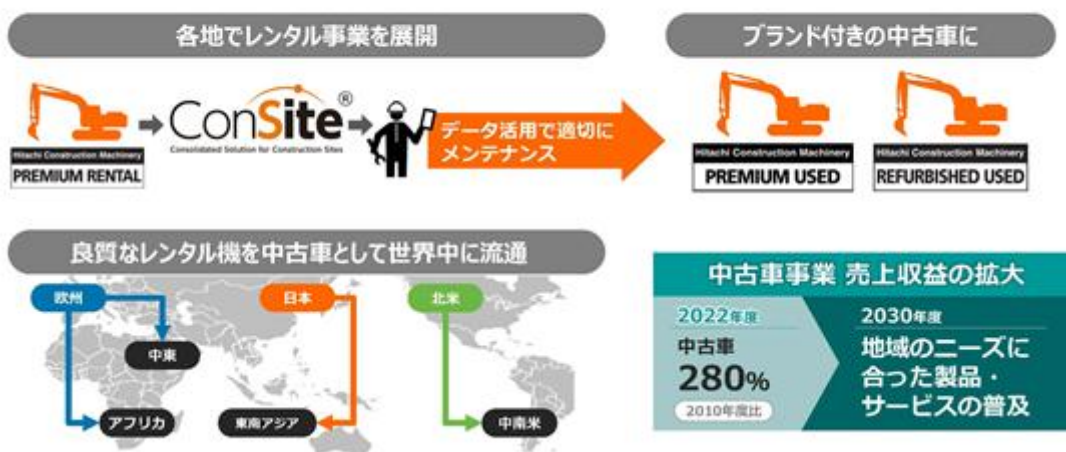 各地でレンタル事業を展開
ブランド付きの中古車に
Hitachi Construction Machinery
PREMIUM RENTAL
ConSite®
Consolidated Solution for Construction Sites
データ活用で適切に
メンテナンス
Hitachi Construction Machinery
PREMIUM USED
Hitachi Construction Machinery
REFURBISHED USED
良質なレンタル機を中古車として世界中に流通
欧州
日本
北米
中東
アフリカ
東南アジア
中南米
中古車事業 売上収益の拡大
2022年度
中古車
280%
2010年度比
2030年度
地域のニーズに
合った製品・
サービスの普及